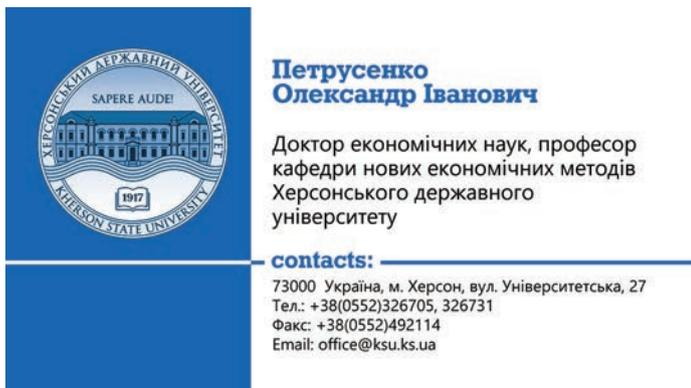 ХЕРСОНСЬКИЙ ДЕРЖАВНИЙ УНІВЕРСИТЕТ
SAPERE AUDE!
1917
KHERSON STATE UNIVERSITY
Петрусенко
Олександр Іванович
Доктор економічних наук, професор
кафедри нових економічних методів
Херсонського державного
університету
contacts:
73000 Україна, м. Херсон, вул. Університетська, 27
Тел.: +38(0552)326705, 326731
Факс: +38(0552)492114
Email: office@ksu.ks.ua